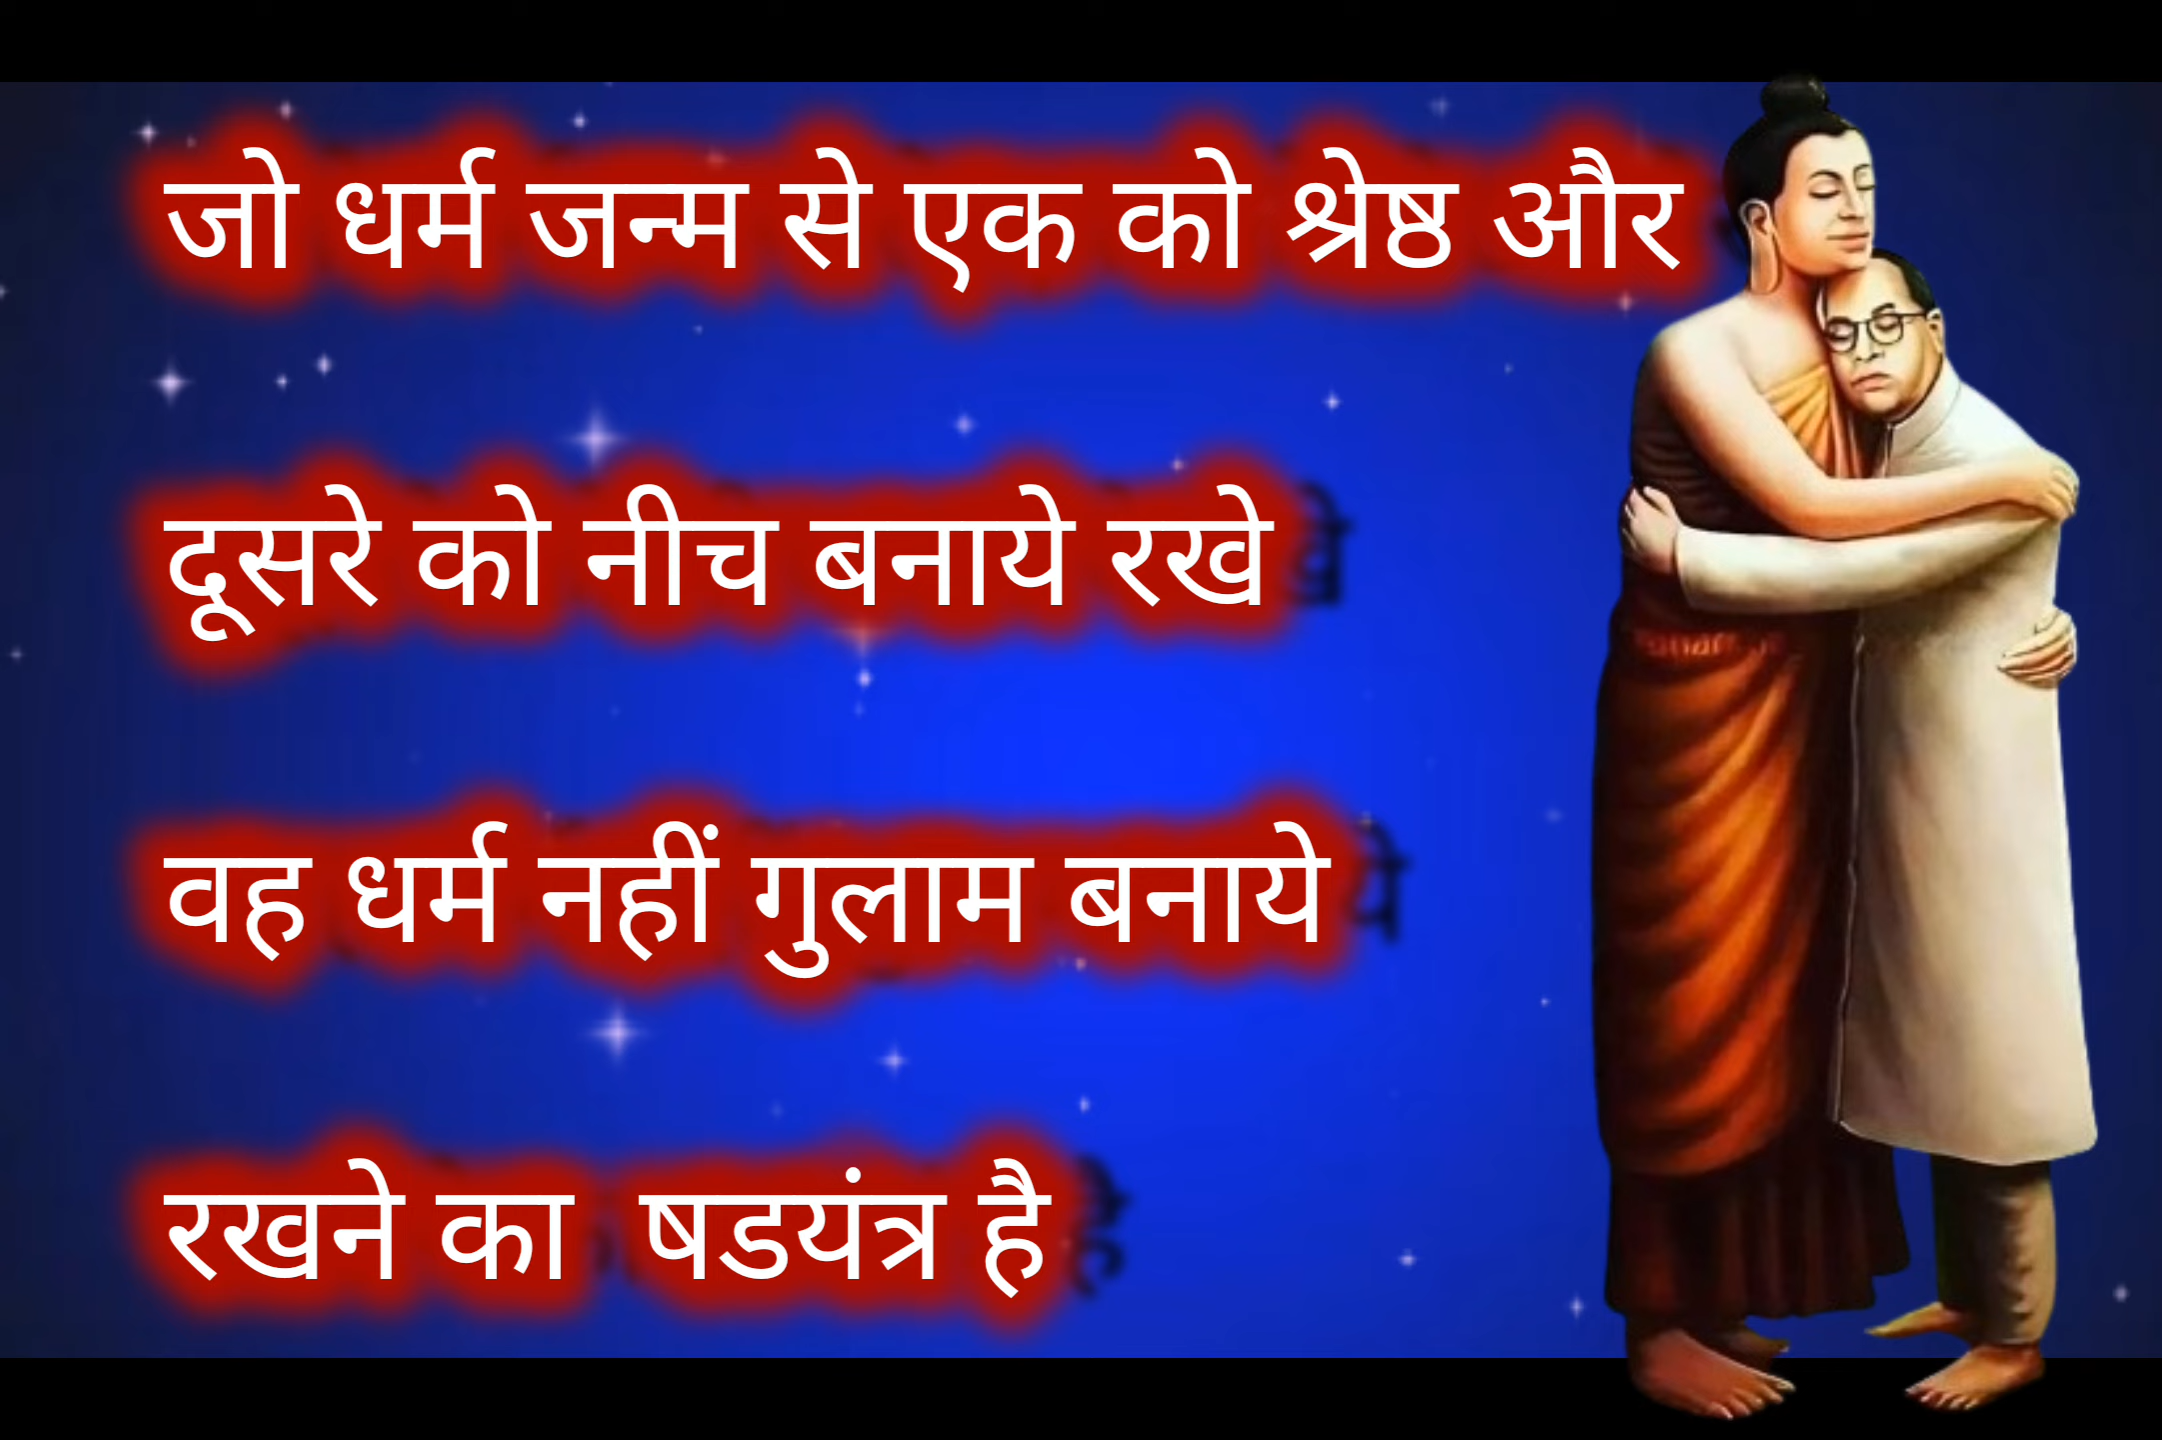 जो धर्म जन्म से एक को श्रेष्ठ और
दूसरे को नीच बनाये रखे
वह धर्म नहीं गुलाम बनाये
रखने का षडयंत्र है